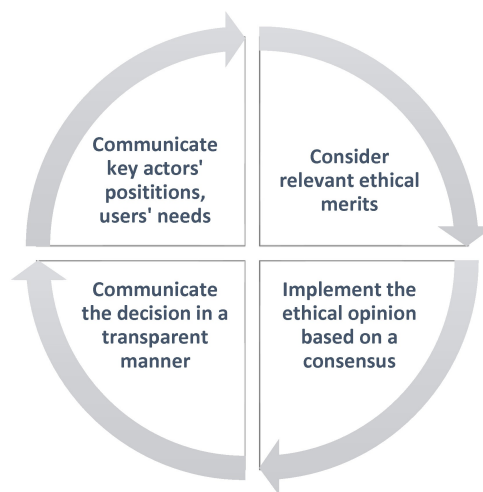 Communicate
key actors'
posititions,
users' needs
Consider
relevant ethical
merits
Communicate
the decision in a
transparent
manner
Implement the
ethical opinion
based on a
consensus